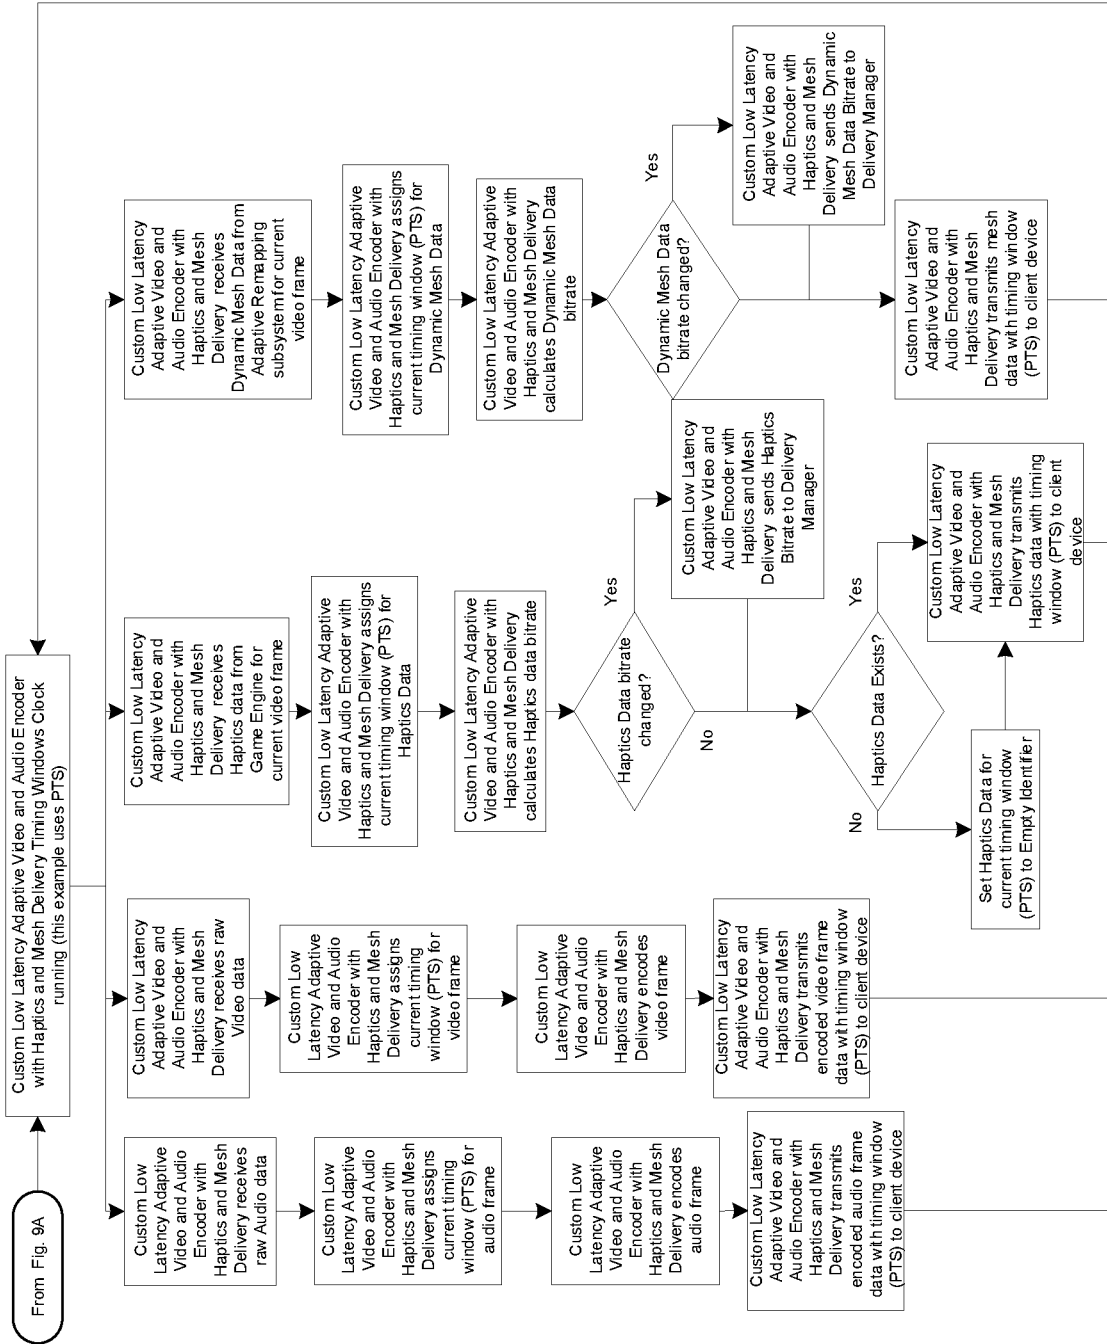 From Fig. 9A
Custom Low Latency Adaptive Video and Audio Encoder
with Haptics and Mesh Delivery Timing Windows Clock
running (this example uses PTS)
Custom Low
Latency Adaptive
Video and Audio
Encoder with
Haptics and Mesh
Delivery receives
raw Audio data
Custom Low
Latency Adaptive
Video and Audio
Encoder with
Haptics and Mesh
Delivery assigns
current timing
window (PTS) for
audio frame
Custom Low
Latency Adaptive
Video and Audio
Encoder with
Haptics and Mesh
Delivery encodes
audio frame
Custom Low Latency
Adaptive Video and
Audio Encoder with
Haptics and Mesh
Delivery transmits
encoded audio frame
data with timing window
(PTS) to client device
Custom Low Latency
Adaptive Video and
Audio Encoder with
Haptics and Mesh
Delivery receives raw
Video data
Custom Low
Latency Adaptive
Video and Audio
Encoder with
Haptics and Mesh
Delivery assigns
current timing
window (PTS) for
video frame
Custom Low
Latency Adaptive
Video and Audio
Encoder with
Haptics and Mesh
Delivery encodes
video frame
Custom Low Latency
Adaptive Video and
Audio Encoder with
Haptics and Mesh
Delivery transmits
encoded video frame
data with timing window
(PTS) to client device
Custom Low Latency
Adaptive Video and
Audio Encoder with
Haptics and Mesh
Delivery receives
Haptics data from
Game Engine for
current video frame
Custom Low Latency Adaptive
Video and Audio Encoder with
Haptics and Mesh Delivery assigns
current timing window (PTS) for
Haptics Data
Custom Low Latency Adaptive
Video and Audio Encoder with
Haptics and Mesh Delivery
calculates Haptics data bitrate
Haptics Data bitrate
changed?
Yes
No
Custom Low Latency
Adaptive Video and
Audio Encoder with
Haptics and Mesh
Delivery sends Haptics
Bitrate to Delivery
Manager
Haptics Data Exists?
Yes
No
Set Haptics Data for
current timing window
(PTS) to Empty Identifier
Custom Low Latency
Adaptive Video and
Audio Encoder with
Haptics and Mesh
Delivery transmits
Haptics data with timing
window (PTS) to client
device
Custom Low Latency
Adaptive Video and
Audio Encoder with
Haptics and Mesh
Delivery receives
Dynamic Mesh Data from
Adaptive Remapping
subsystem for current
video frame
Custom Low Latency Adaptive
Video and Audio Encoder with
Haptics and Mesh Delivery assigns
current timing window (PTS) for
Dynamic Mesh Data
Custom Low Latency Adaptive
Video and Audio Encoder with
Haptics and Mesh Delivery
calculates Dynamic Mesh Data
bitrate
Dynamic Mesh Data
bitrate changed?
Yes
Custom Low Latency
Adaptive Video and
Audio Encoder with
Haptics and Mesh
Delivery sends Dynamic
Mesh Data Bitrate to
Delivery Manager
Custom Low Latency
Adaptive Video and
Audio Encoder with
Haptics and Mesh
Delivery transmits mesh
data with timing window
(PTS) to client device